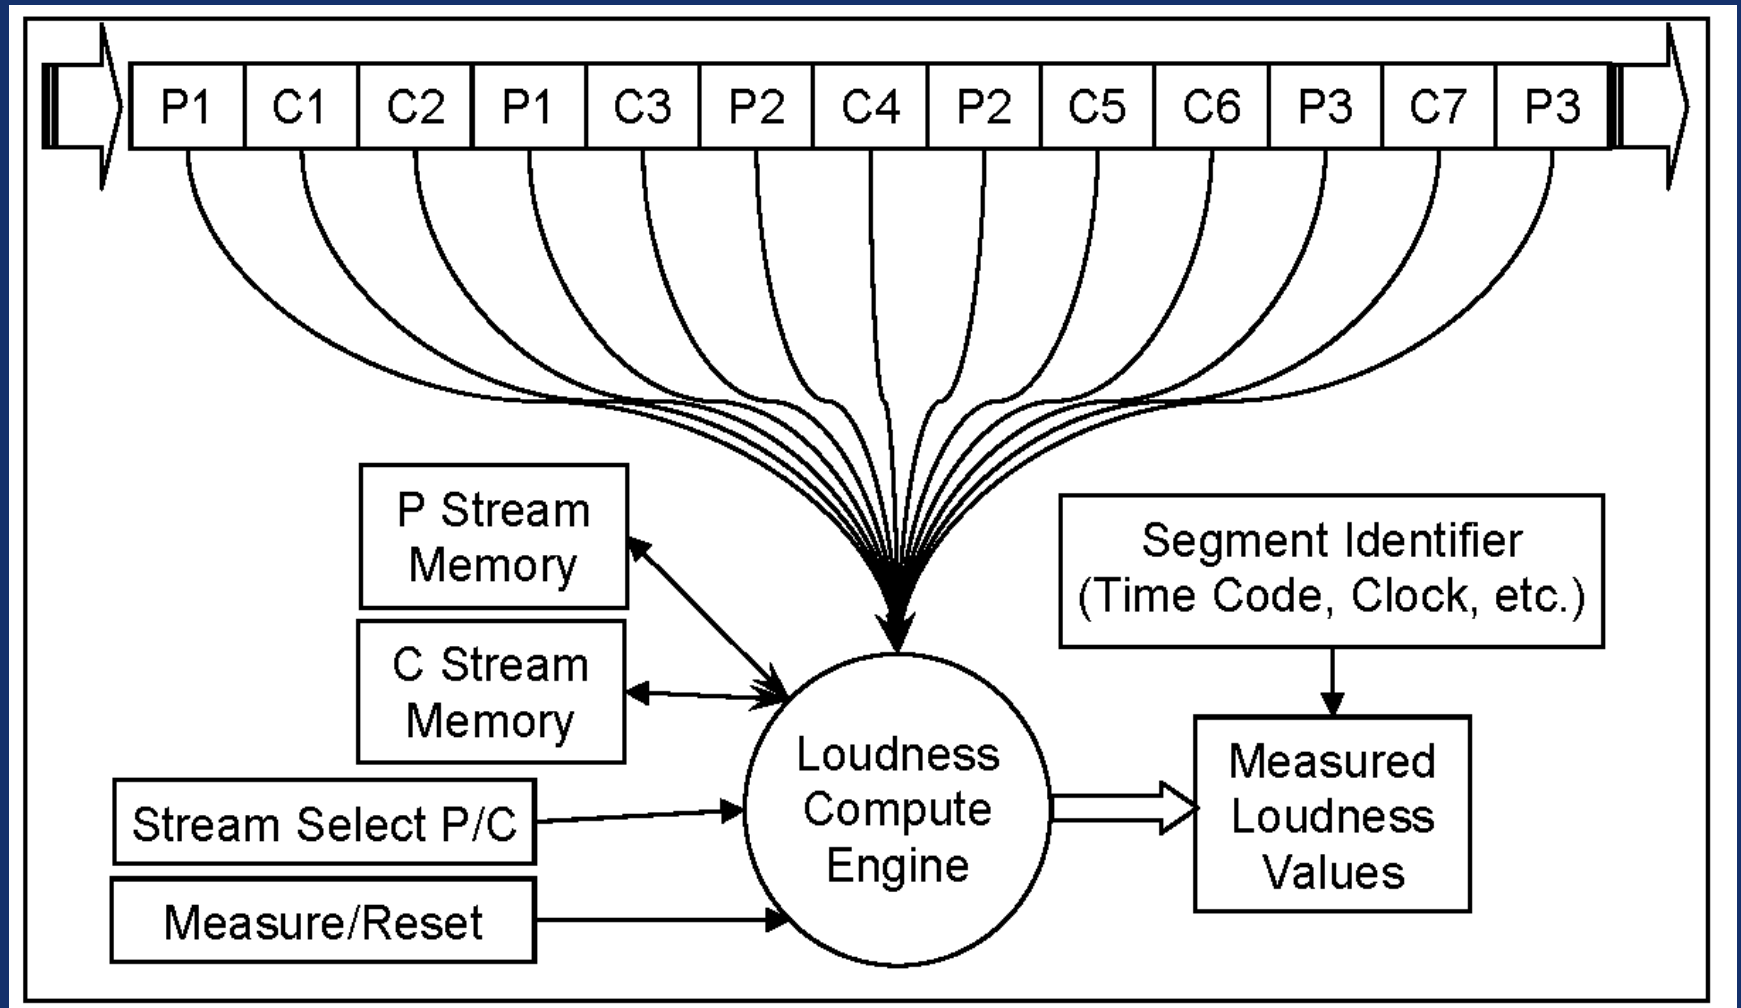 P1 C1 C2 P1 C3 P2 C4 P2 C5 C6 P3 C7 P3
P Stream
Memory
Segment Identifier
(Time Code, Clock, etc.)
C Stream
Memory
Loudness
Compute
Engine
Measured
Loudness
Values
Stream Select P/C
Measure/Reset